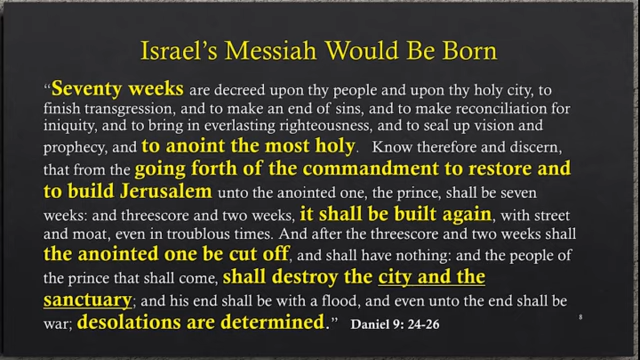 Israel's Messiah Would Be Born
“Seventy weeks are decreed upon thy people and upon thy holy city, to
finish transgression, and to make an end of sins, and to make reconciliation for
iniquity, and to bring in everlasting righteousness, and to seal up vision and
prophecy, and to anoint the most holy. Know therefore and discern,
that from the going forth of the commandment to restore and
to build Jerusalem unto the anointed one, the prince, shall be seven
weeks: and threescore and two weeks, it shall be built again, with street
and moat, even in troublous times. And after the threescore and two weeks shall
the anointed one be cut off, and shall have nothing: and the people of
the prince that shall come, shall destroy the city and the
sanctuary; and his end shall be with a flood, and even unto the end shall be
war; desolations are determined.” Daniel 9: 24-26
8